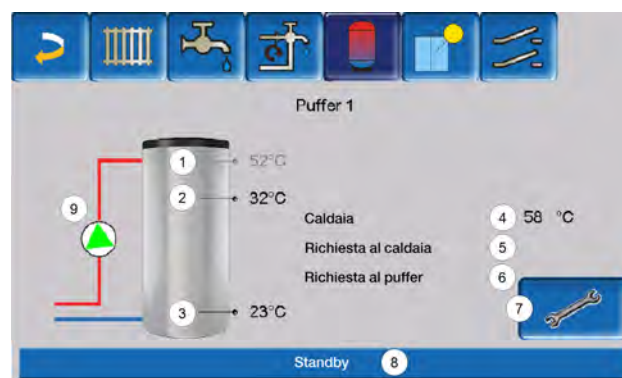 Puffer 1
1 52°C
2 32°C
9
Caldaia 4 58 °C
Richiesta al caldaia 5
Richiesta al puffer 6
7
3 23°C
Standby 8